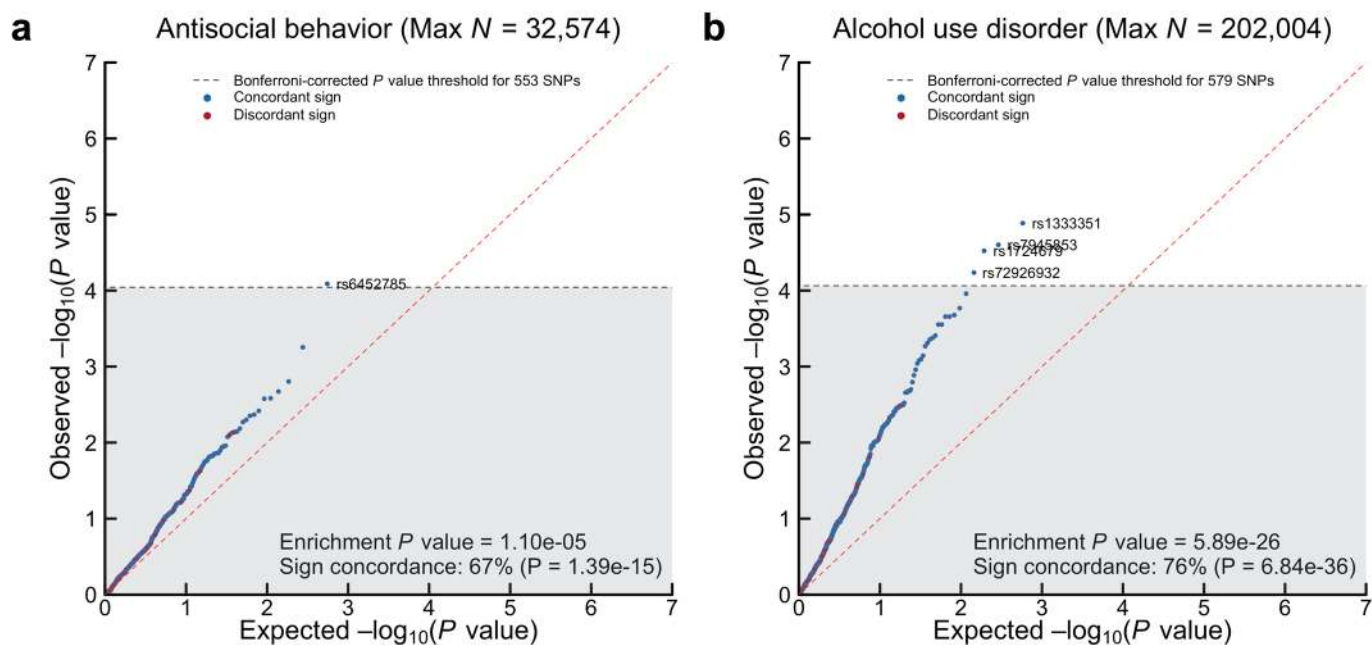 a
Antisocial behavior (Max N = 32,574)
7
6
5
4
3
2
1
0
Observed –log10(P value)
Bonferroni-corrected P value threshold for 553 SNPs
Concordant sign
Discordant sign
rs6452785
Enrichment P value = 1.10e-05
Sign concordance: 67% (P = 1.39e-15)
0 1 2 3 4 5 6 7
Expected –log10(P value)
b
Alcohol use disorder (Max N = 202,004)
7
6
5
4
3
2
1
0
Observed –log10(P value)
Bonferroni-corrected P value threshold for 579 SNPs
Concordant sign
Discordant sign
rs1333351
rs7945853
rs1724679
rs72926932
Enrichment P value = 5.89e-26
Sign concordance: 76% (P = 6.84e-36)
0 1 2 3 4 5 6 7
Expected –log10(P value)